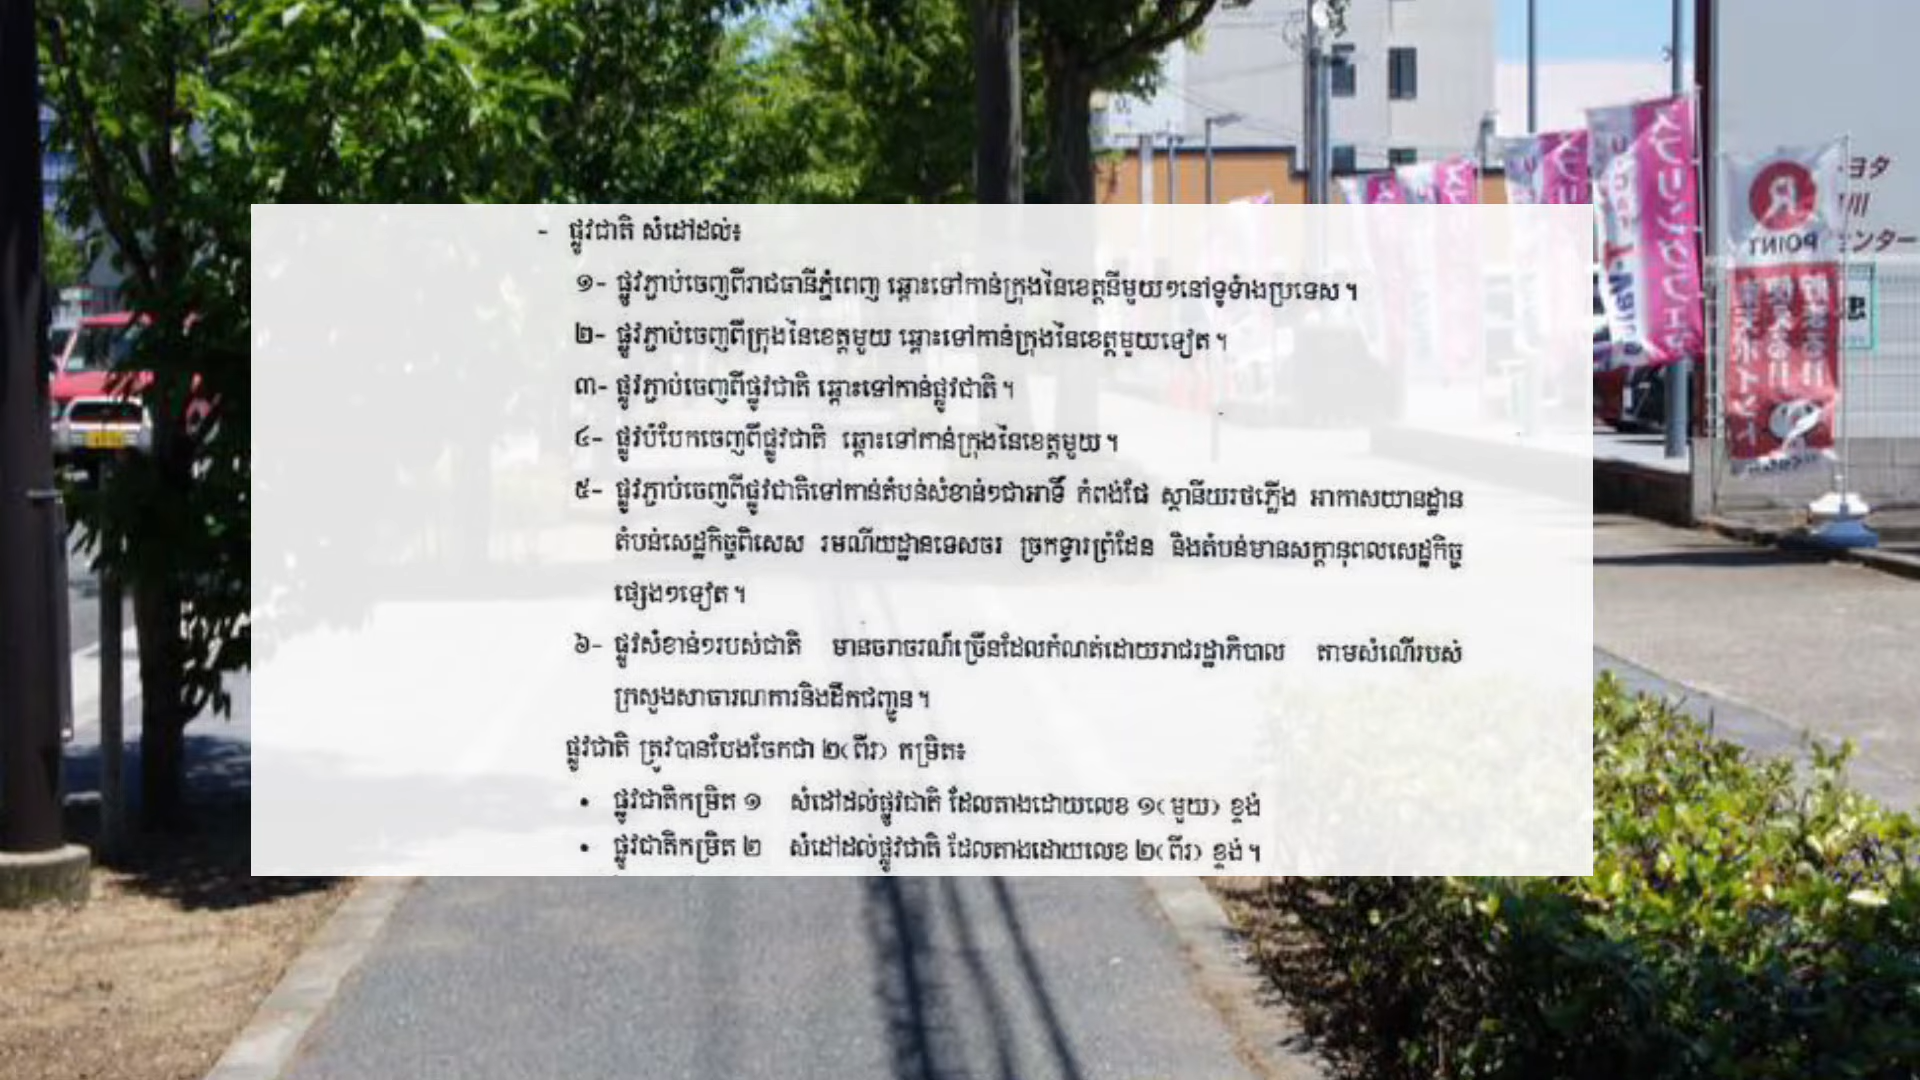 - ផ្លូវជាតិ សំដៅដល់៖
១- ផ្លូវភ្ជាប់ចេញពីរាជធានីភ្នំពេញ ឆ្ពោះទៅកាន់ក្រុងនៃខេត្តនីមួយៗនៅទូទាំងប្រទេស។
២- ផ្លូវភ្ជាប់ចេញពីក្រុងនៃខេត្តមួយ ឆ្ពោះទៅកាន់ក្រុងនៃខេត្តមួយទៀត។
៣- ផ្លូវភ្ជាប់ចេញពីផ្លូវជាតិ ឆ្ពោះទៅកាន់ផ្លូវជាតិ។
៤- ផ្លូវបំបែកចេញពីផ្លូវជាតិ ឆ្ពោះទៅកាន់ក្រុងនៃខេត្តមួយ។
៥- ផ្លូវភ្ជាប់ចេញពីផ្លូវជាតិទៅកាន់តំបន់សំខាន់ៗជាអាទិ៍ កំពង់ផែ ស្ថានីយរថភ្លើង អាកាសយានដ្ឋាន
តំបន់សេដ្ឋកិច្ចពិសេស រមណីយដ្ឋានទេសចរ ច្រកទ្វារព្រំដែន និងតំបន់មានសក្តានុពលសេដ្ឋកិច្ច
ផ្សេងៗទៀត។
៦- ផ្លូវសំខាន់ៗរបស់ជាតិ មានចរាចរណ៍ច្រើនដែលកំណត់ដោយរាជរដ្ឋាភិបាល តាមសំណើរបស់
ក្រសួងសាធារណការនិងដឹកជញ្ជូន។
ផ្លូវជាតិ ត្រូវបានបែងចែកជា ២(ពីរ) កម្រិត៖
• ផ្លូវជាតិកម្រិត ១ សំដៅដល់ផ្លូវជាតិ ដែលតាងដោយលេខ ១(មួយ) ខ្ទង់
• ផ្លូវជាតិកម្រិត ២ សំដៅដល់ផ្លូវជាតិ ដែលតាងដោយលេខ ២(ពីរ) ខ្ទង់។
R
POINT
ヨタ
川
ンター